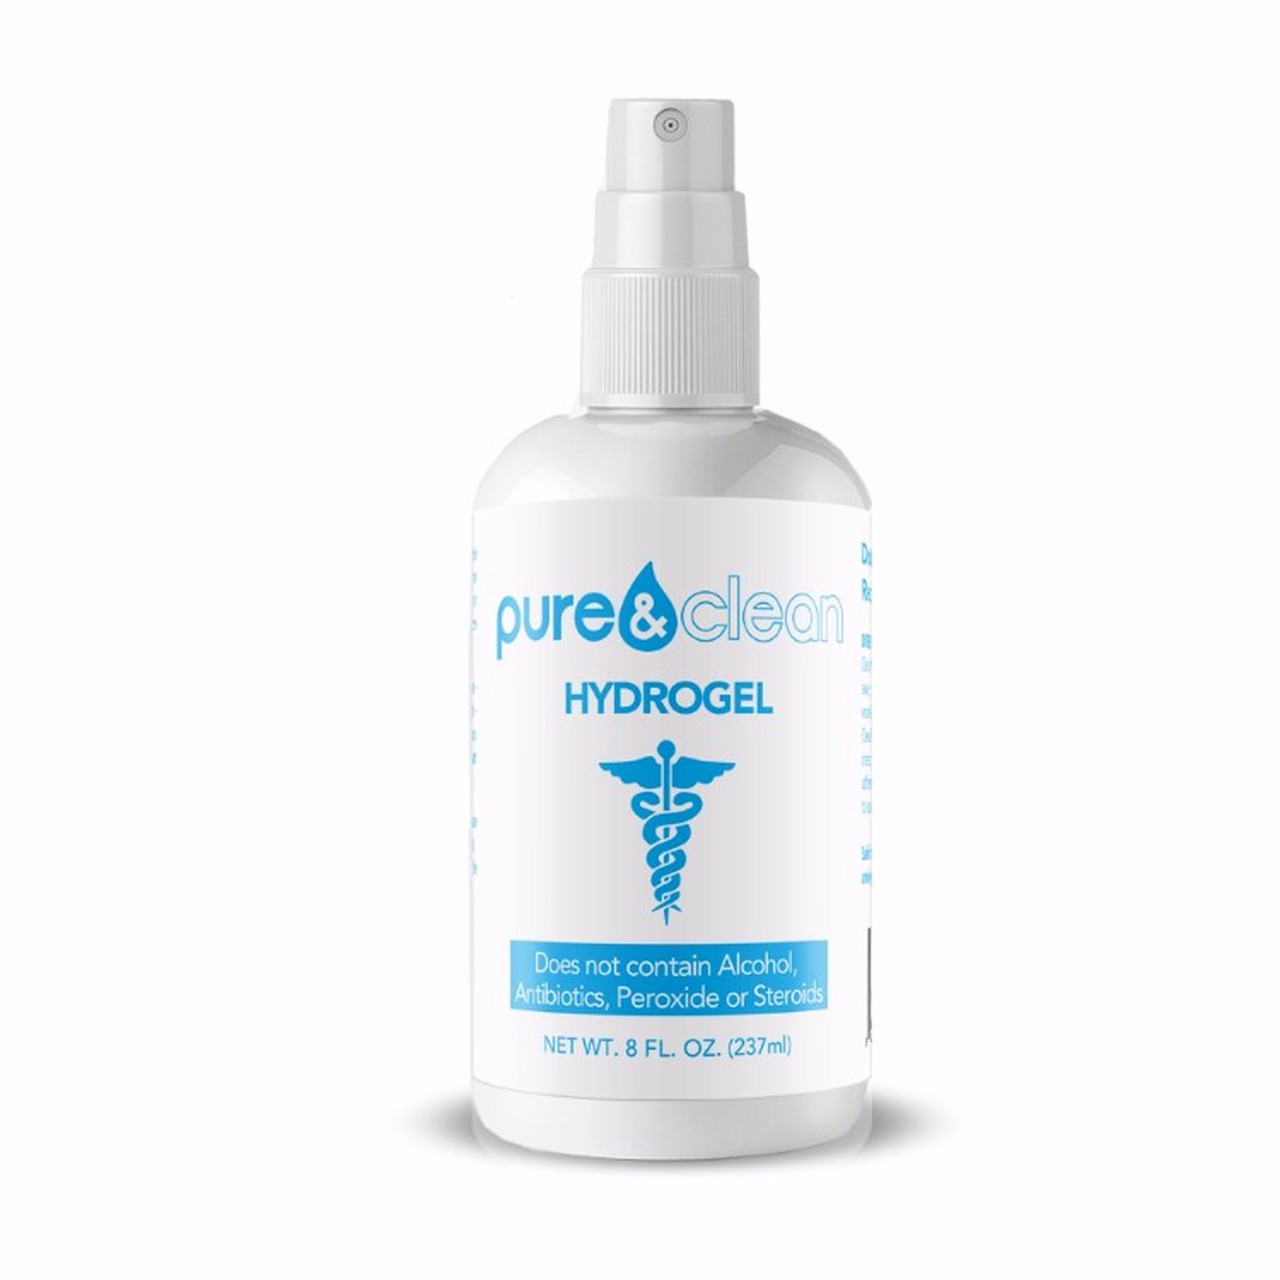 pure&clean
HYDROGEL
Does not contain Alcohol,
Antibiotics, Peroxide or Steroids
NET WT. 8 FL. OZ. (237ml)